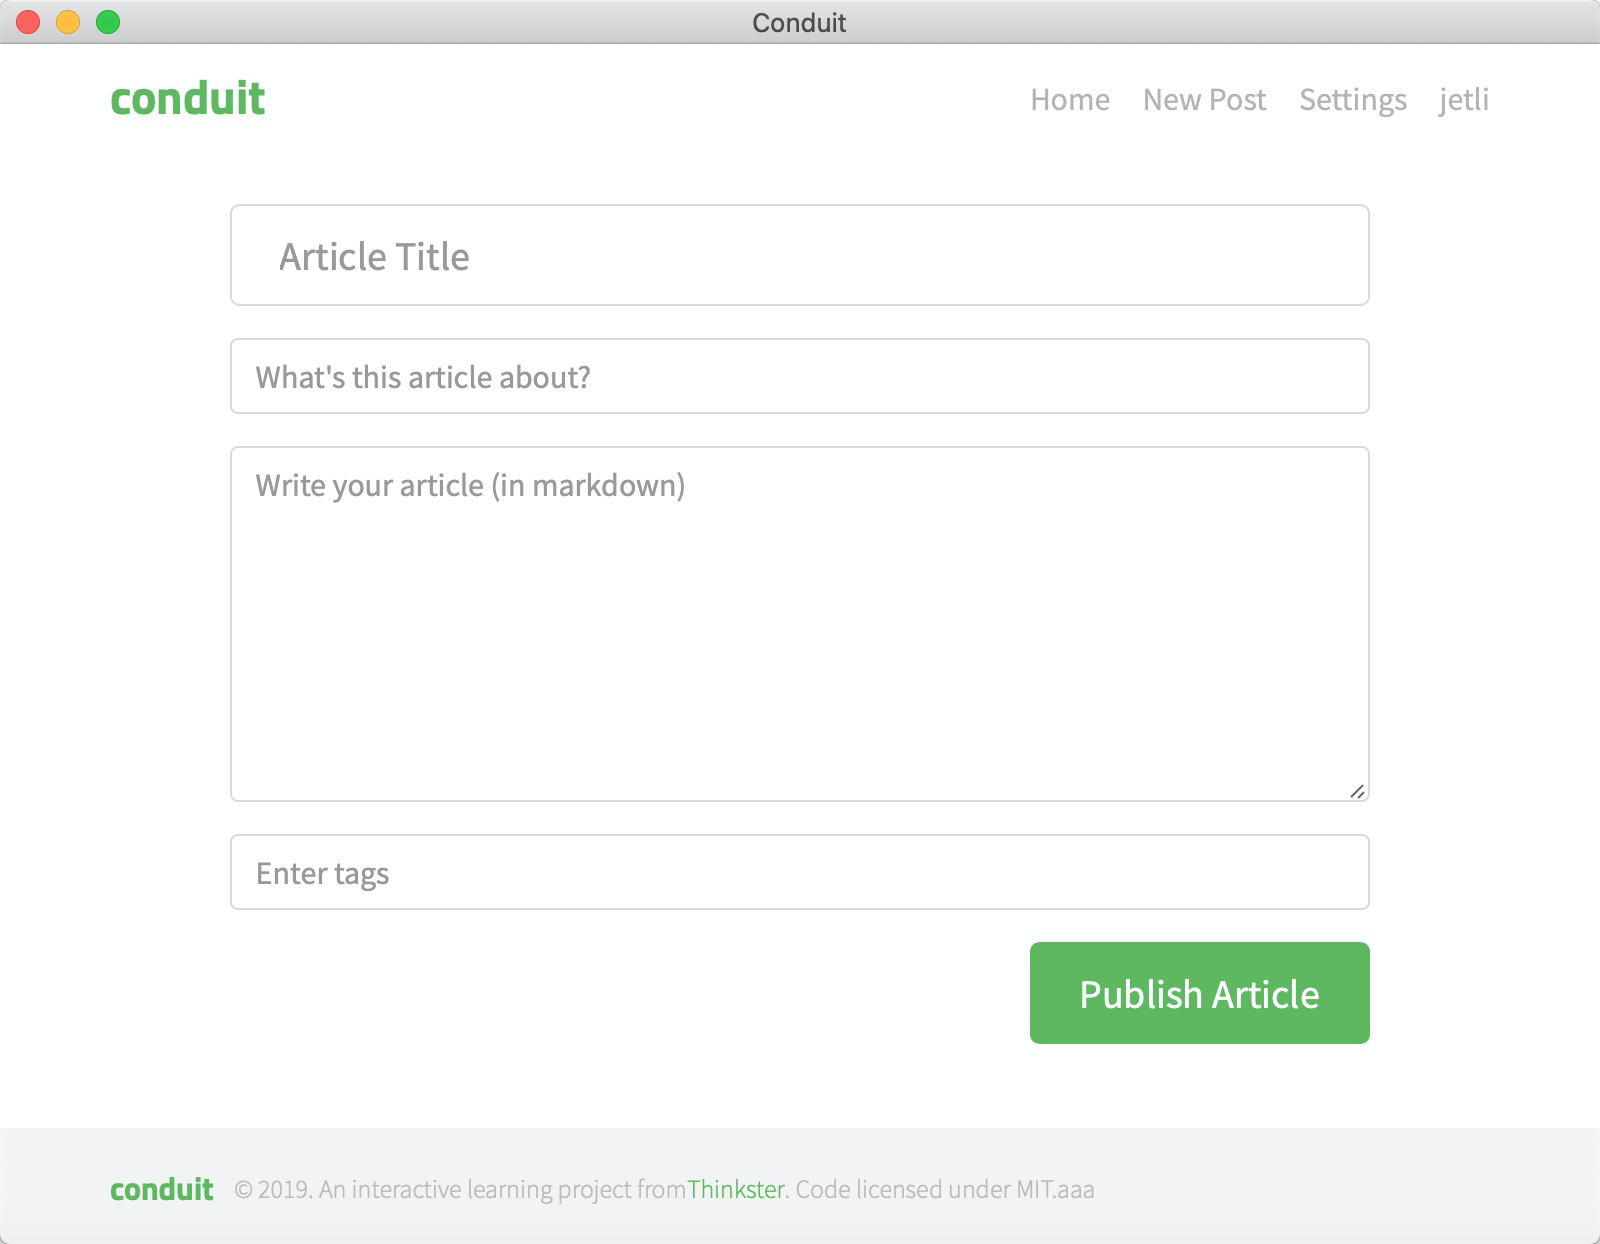 Conduit
conduit
Home New Post Settings jetli
Article Title
What's this article about?
Write your article (in markdown)
Enter tags
Publish Article
conduit © 2019. An interactive learning project fromThinkster. Code licensed under MIT.aaa